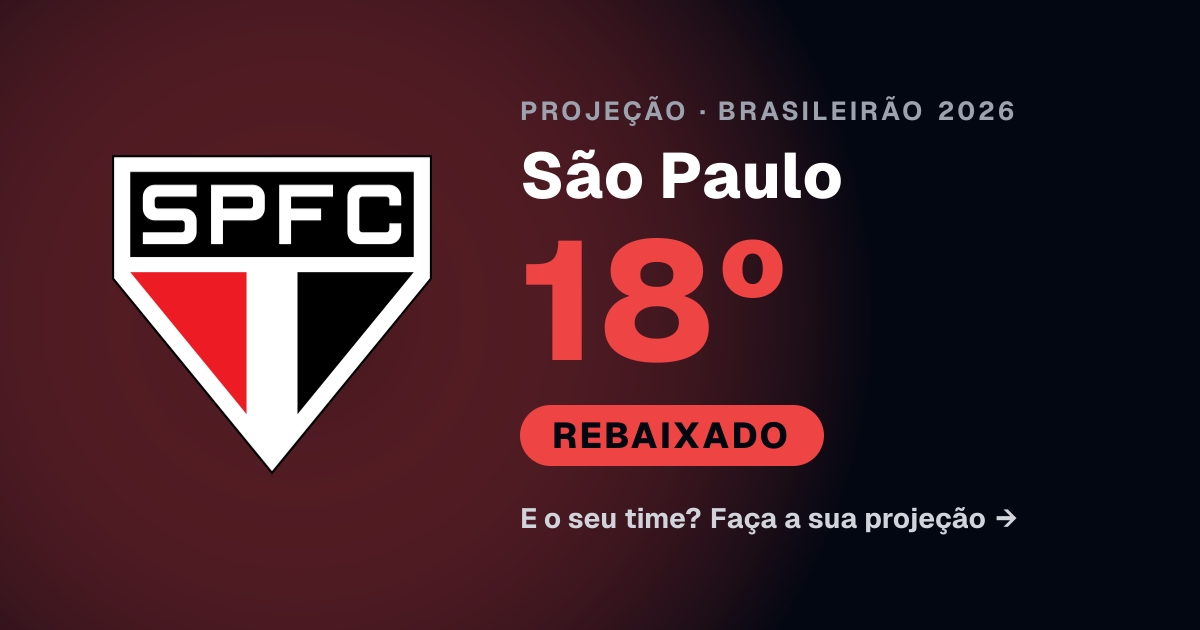 SPFC
PROJEÇÃO · BRASILEIRÃO 2026
São Paulo
18º
REBAIXADO
E o seu time? Faça a sua projeção →